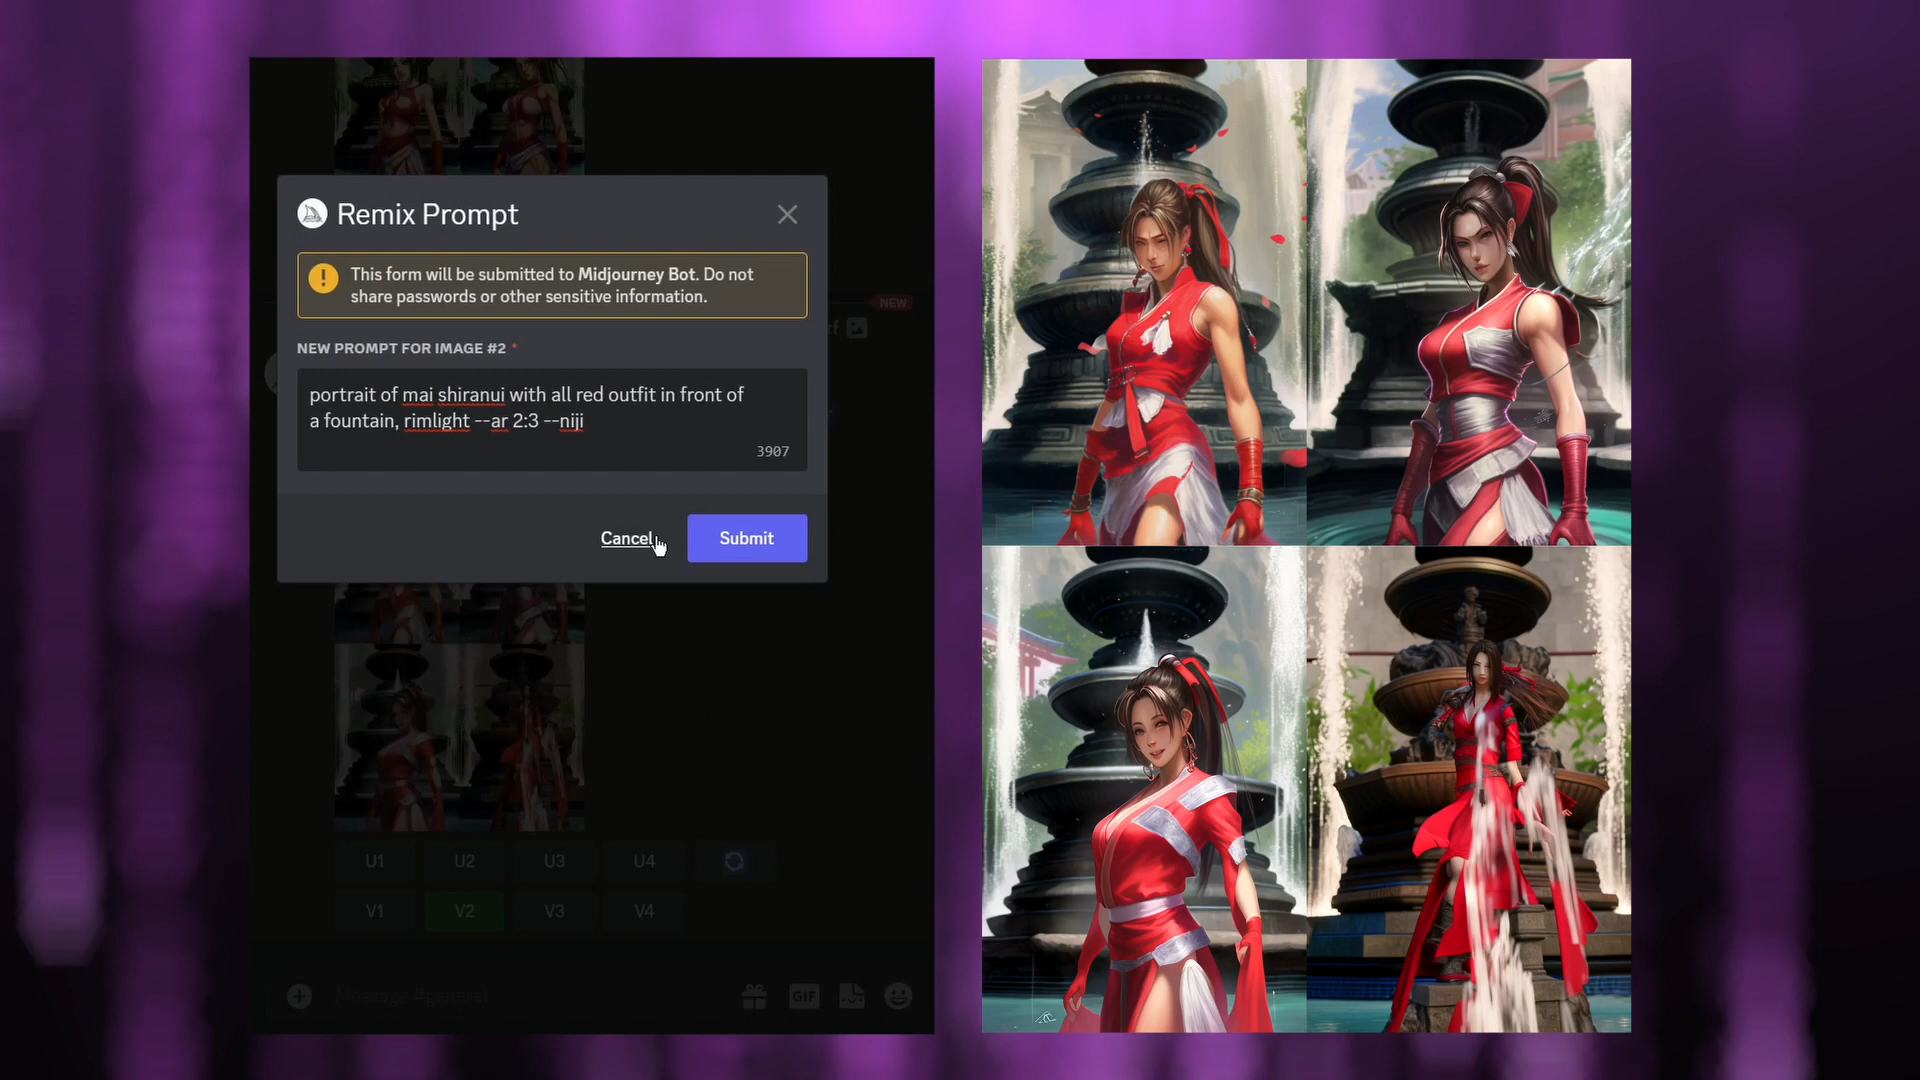 Remix Prompt
This form will be submitted to Midjourney Bot. Do not
share passwords or other sensitive information.
NEW PROMPT FOR IMAGE #2 *
portrait of mai shiranui with all red outfit in front of
a fountain, rimlight --ar 2:3 --niji
3907
Cancel
Submit
NEW
U1 U2 U3 U4
V1 V2 V3 V4
Message #general
GIF